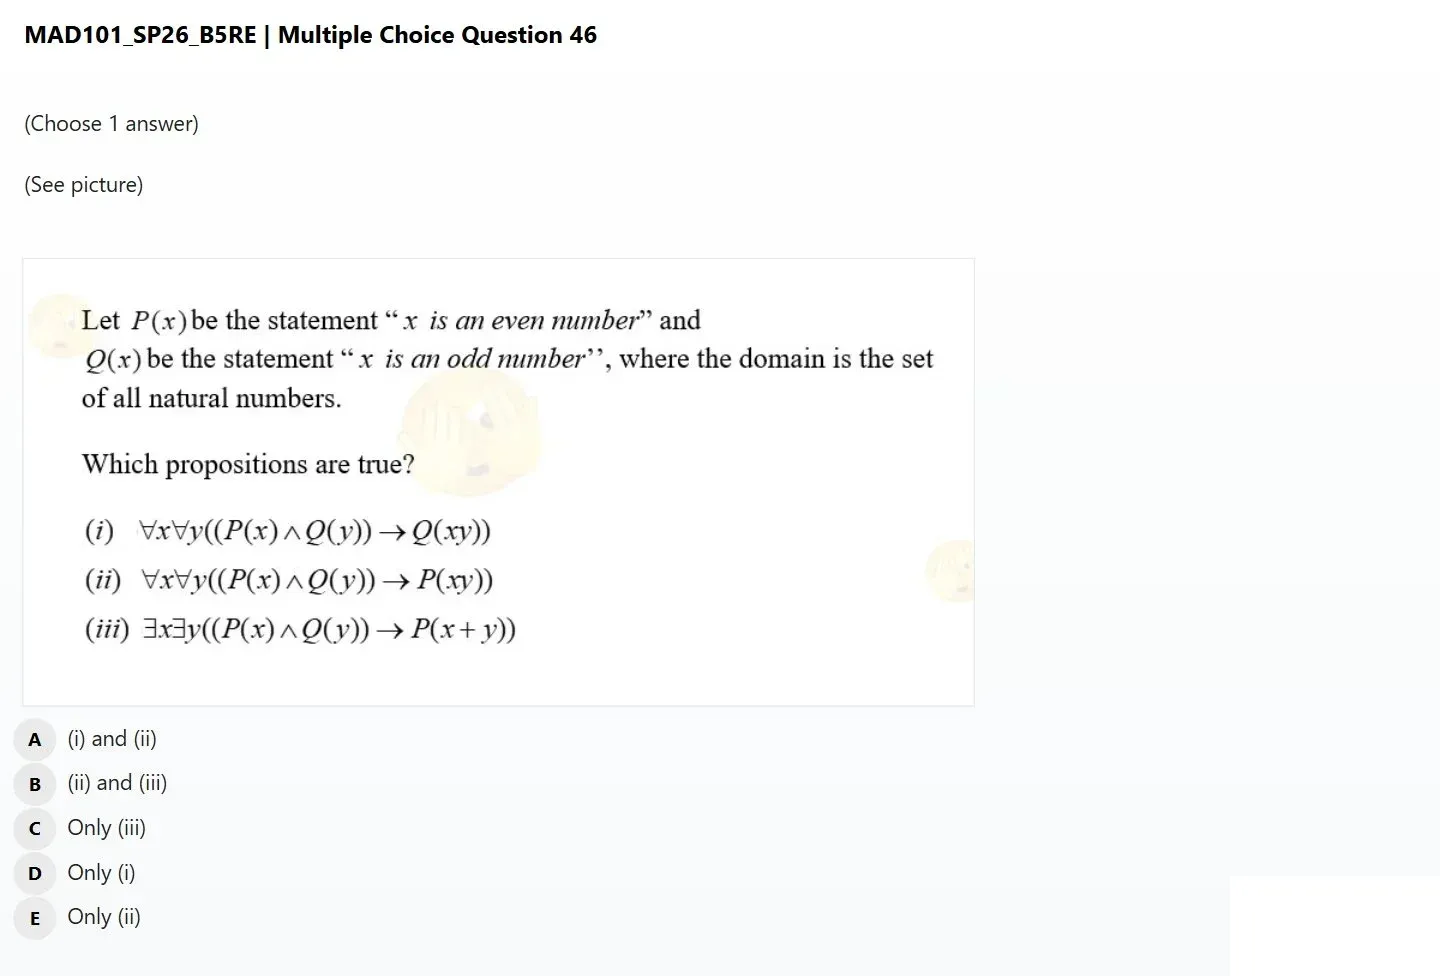 MAD101_SP26_B5RE | Multiple Choice Question 46
(Choose 1 answer)
(See picture)
Let P(x) be the statement “ x is an even number” and
Q(x) be the statement “ x is an odd number’’, where the domain is the set
of all natural numbers.
Which propositions are true?
(i) ∀x∀y((P(x) ∧ Q(y)) → Q(xy))
(ii) ∀x∀y((P(x) ∧ Q(y)) → P(xy))
(iii) ∃x∃y((P(x) ∧ Q(y)) → P(x + y))
A (i) and (ii)
B (ii) and (iii)
C Only (iii)
D Only (i)
E Only (ii)